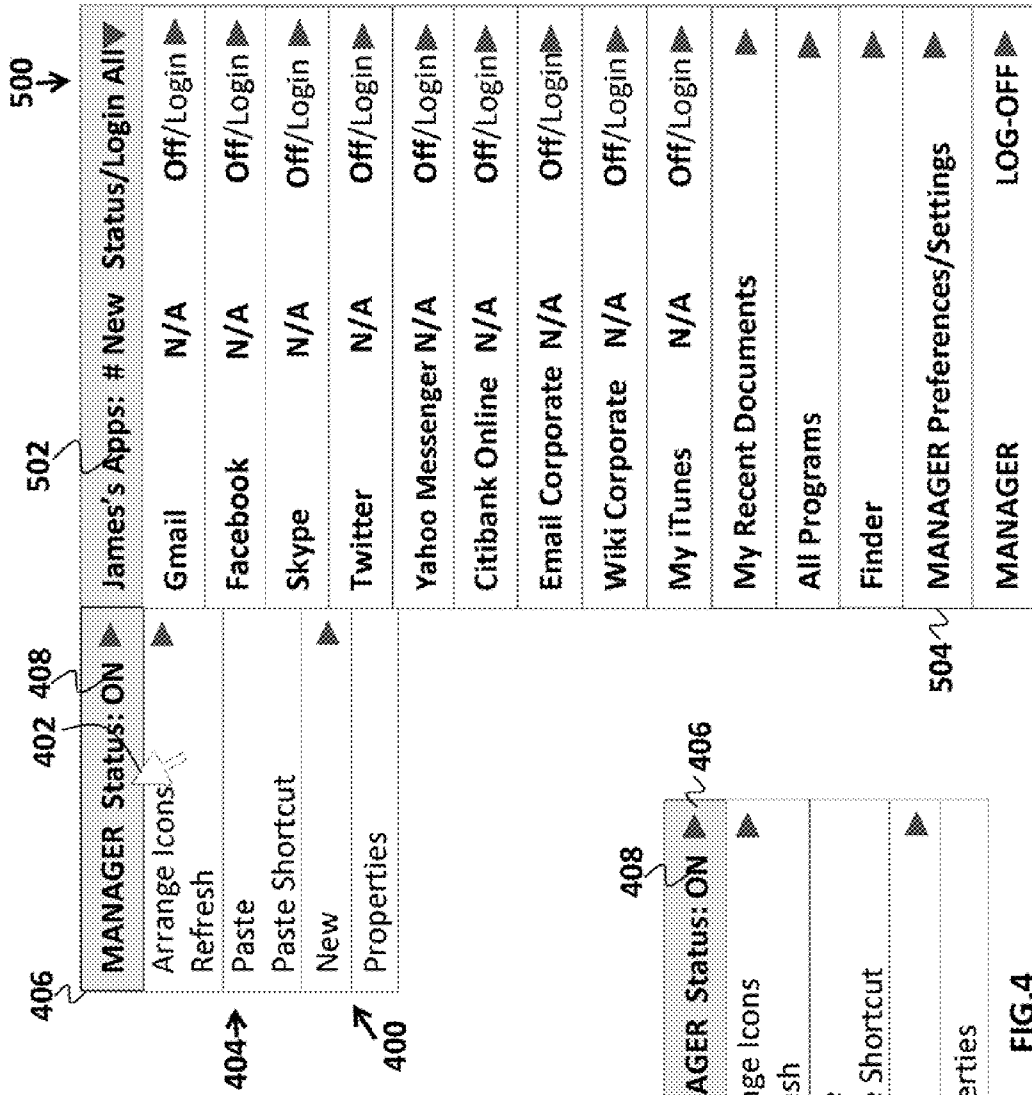 500
502
408
402
406
MANAGER Status: ON
Arrange Icons
Refresh
Paste
Paste Shortcut
New
Properties
404
400
James's Apps: # New Status/Login All
Gmail N/A Off/Login
Facebook N/A Off/Login
Skype N/A Off/Login
Twitter N/A Off/Login
Yahoo Messenger N/A Off/Login
Citibank Online N/A Off/Login
Email Corporate N/A Off/Login
Wiki Corporate N/A Off/Login
My iTunes N/A Off/Login
My Recent Documents
All Programs
Finder
MANAGER Preferences/Settings
MANAGER LOG-OFF
504
408
406
AGER Status: ON
ge Icons
sh
e Shortcut
erties
FIG.4